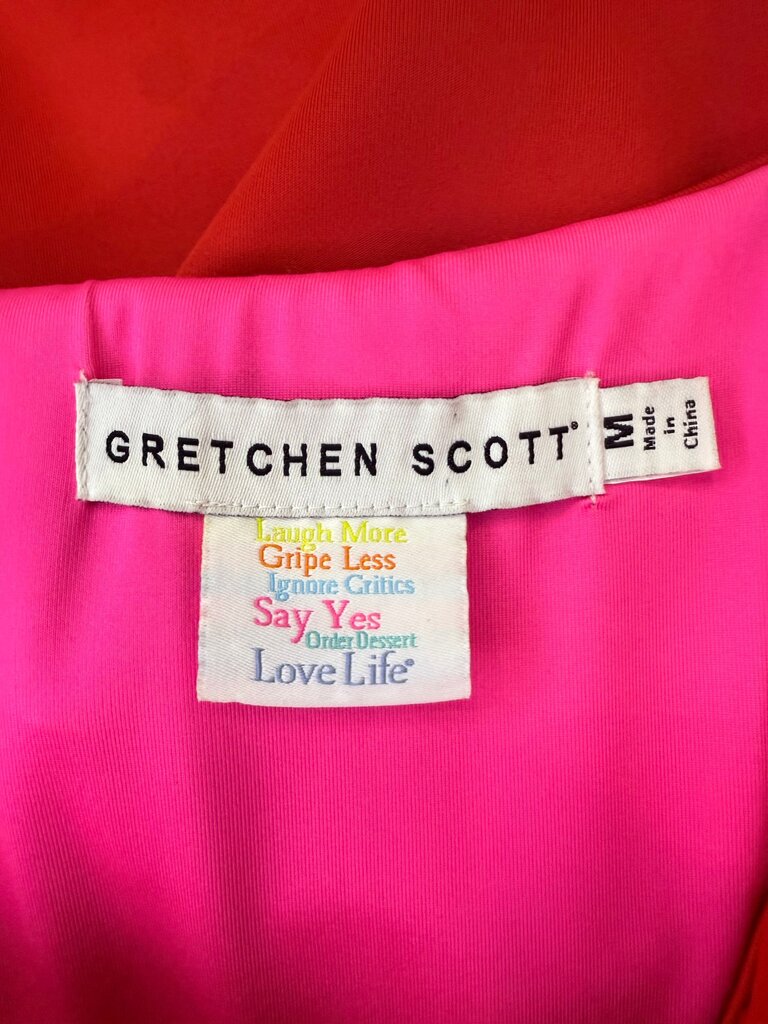 GRETCHEN SCOTT®
M
Made
in
China
Laugh More
Gripe Less
Ignore Critics
Say Yes
Order Dessert
Love Life®